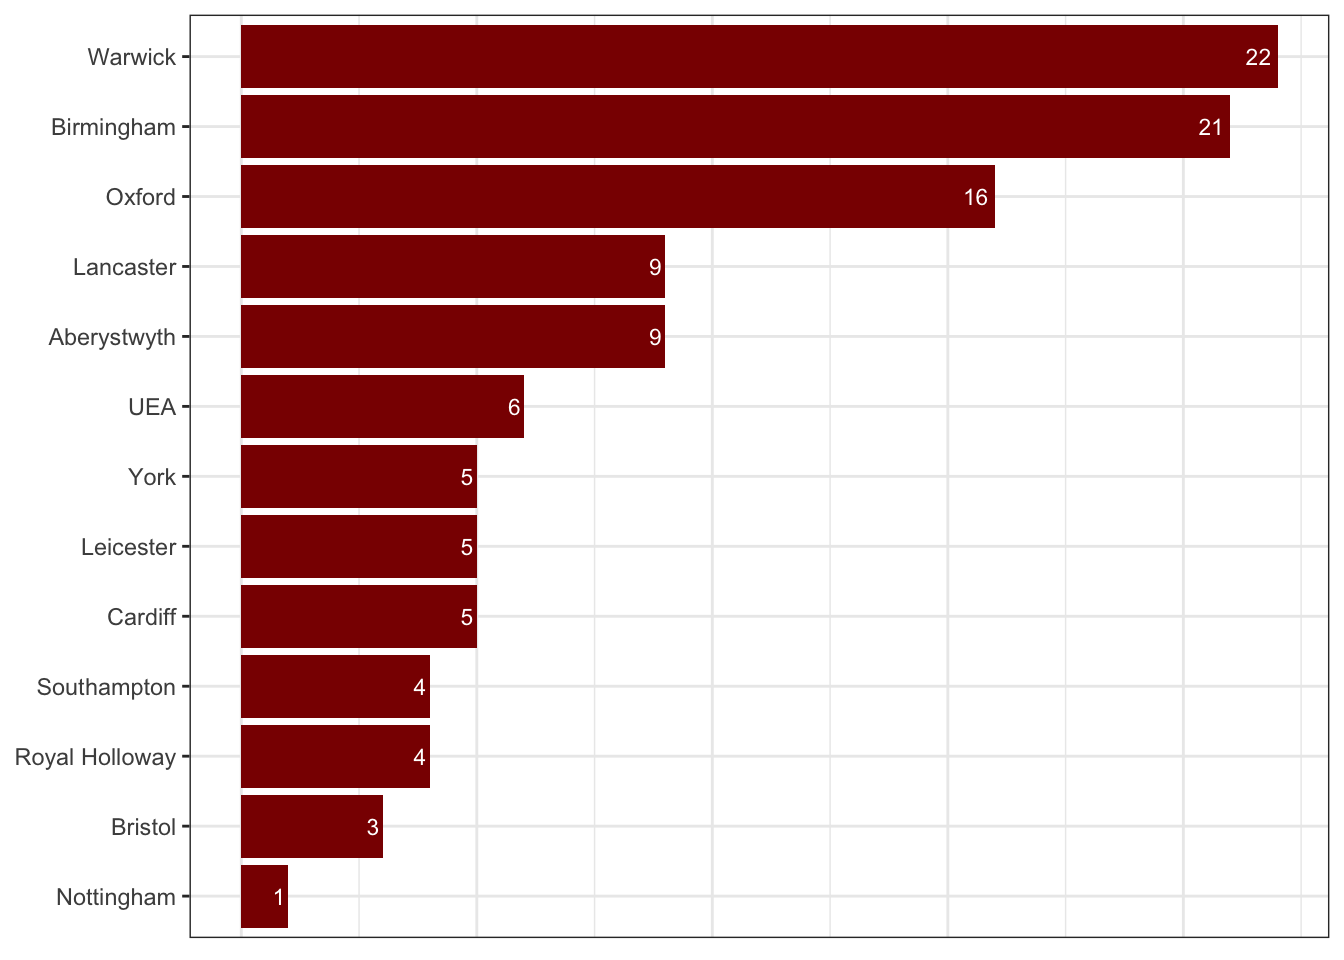 Warwick 22
Birmingham 21
Oxford 16
Lancaster 9
Aberystwyth 9
UEA 6
York 5
Leicester 5
Cardiff 5
Southampton 4
Royal Holloway 4
Bristol 3
Nottingham 1